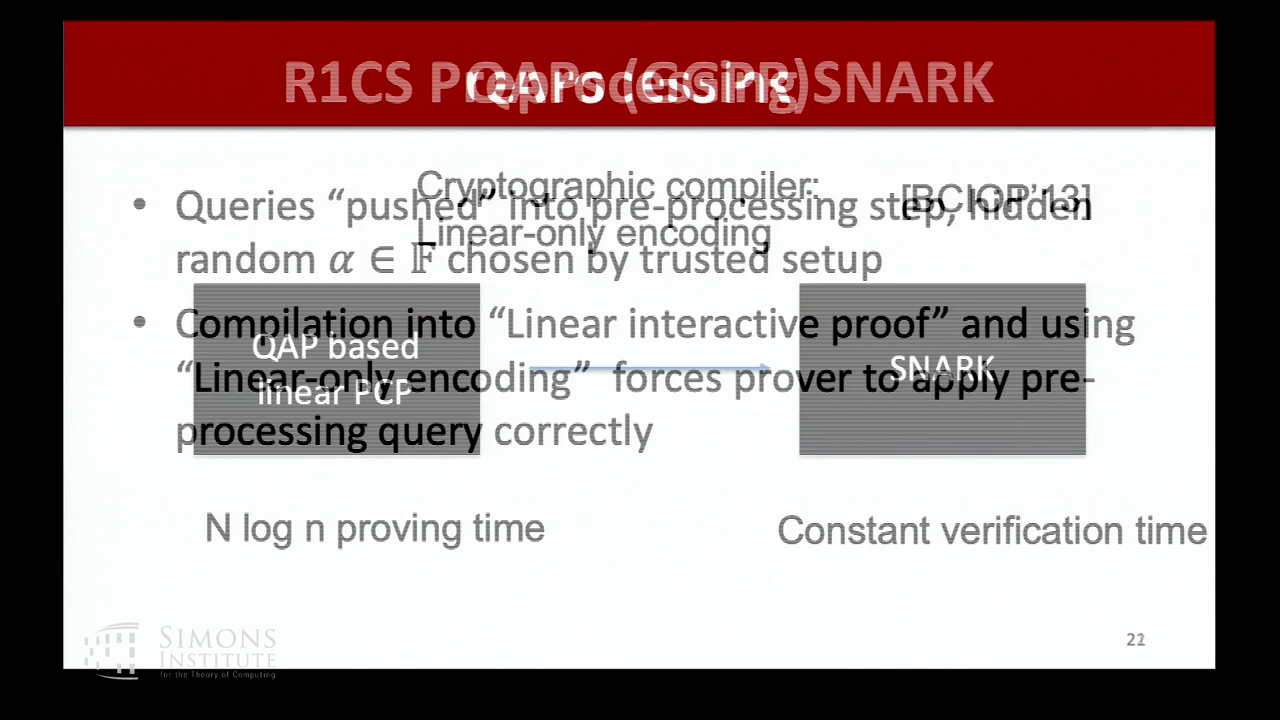 R1CS Preprocessing SNARK
QAPs (GGPR)
Cryptographic compiler:
Linear-only encoding
[BCIOP'13]
• Queries “pushed” into pre-processing step, hidden
random α ∈ 𝔽 chosen by trusted setup
• Compilation into “Linear interactive proof” and using
“Linear-only encoding” forces prover to apply pre-
processing query correctly
QAP based
linear PCP
SNARK
N log n proving time
Constant verification time
SIMONS
INSTITUTE
for the Theory of Computing